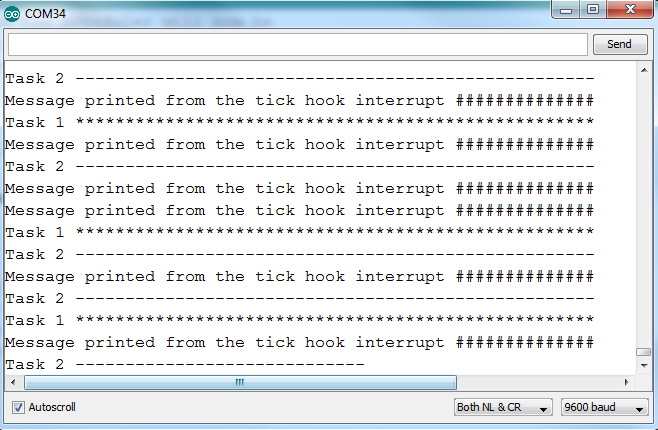 COM34
Send
Task 2 ----------------------------------------------------
Message printed from the tick hook interrupt ##############
Task 1 ****************************************************
Message printed from the tick hook interrupt ##############
Task 2 ----------------------------------------------------
Message printed from the tick hook interrupt ##############
Message printed from the tick hook interrupt ##############
Task 1 ****************************************************
Task 2 ----------------------------------------------------
Message printed from the tick hook interrupt ##############
Task 2 ----------------------------------------------------
Task 1 ****************************************************
Message printed from the tick hook interrupt ##############
Task 2 -----------------------------
Autoscroll
Both NL & CR
9600 baud